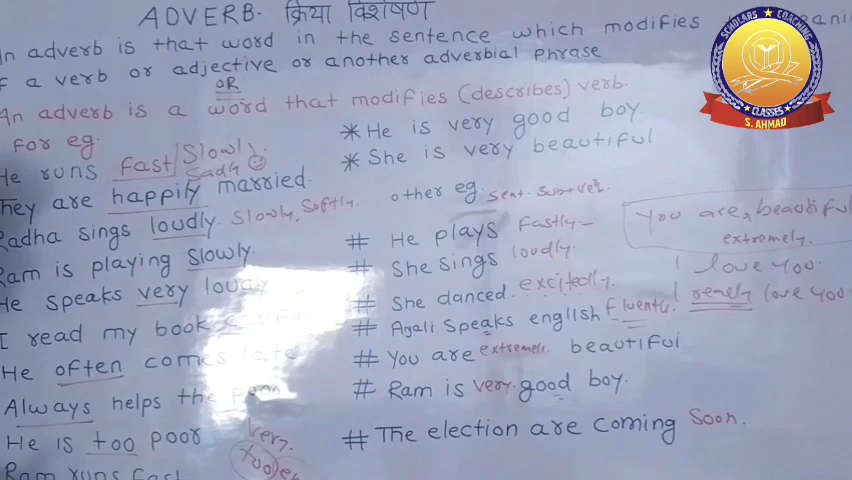 ADVERB. क्रिया विशेषण
An adverb is that word in the sentence which modifies
f a verb or adjective or another adverbial phrase
OR
An adverb is a word that modifies (describes) verb.
For eg.
He runs fast/Slowly.
Sadly
They are happily married.
Radha sings loudly. Slowly, Softly.
Ram is playing slowly.
He speaks very loudly
I read my book
He often comes late
Always helps the poor
He is too poor
very.
too
Ram runs fast
* He is very good boy
* She is very beautiful
other eg.
# He plays fastly.
# She sings loudly.
# She danced excitedly.
# Anjali speaks english fluently.
# You are extremely beautiful
# Ram is very good boy.
# The election are coming Soon.
You are beautiful
extremely.
I love you.
I really love you.
SCHOLARS COACHING
CLASSES
S. AHMAD